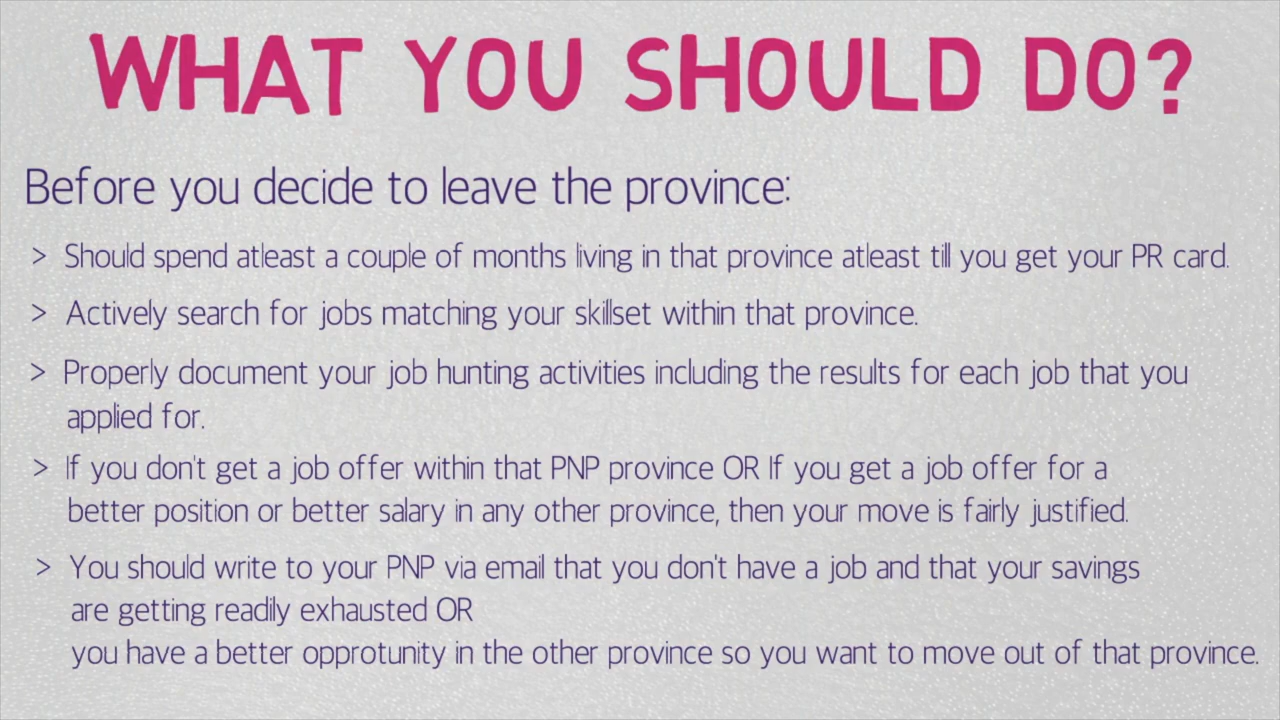 WHAT YOU SHOULD DO?
Before you decide to leave the province:
> Should spend atleast a couple of months living in that province atleast till you get your PR card.
> Actively search for jobs matching your skillset within that province.
> Properly document your job hunting activities including the results for each job that you
applied for.
> If you don't get a job offer within that PNP province OR If you get a job offer for a
better position or better salary in any other province, then your move is fairly justified.
> You should write to your PNP via email that you don't have a job and that your savings
are getting readily exhausted OR
you have a better opprotunity in the other province so you want to move out of that province.